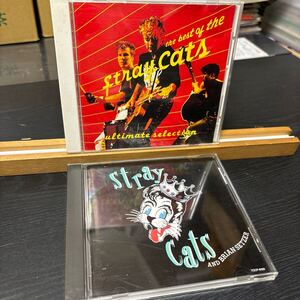 the best of the
stray cats
ultimate selection
stray
cats
AND BRIAN SETZER